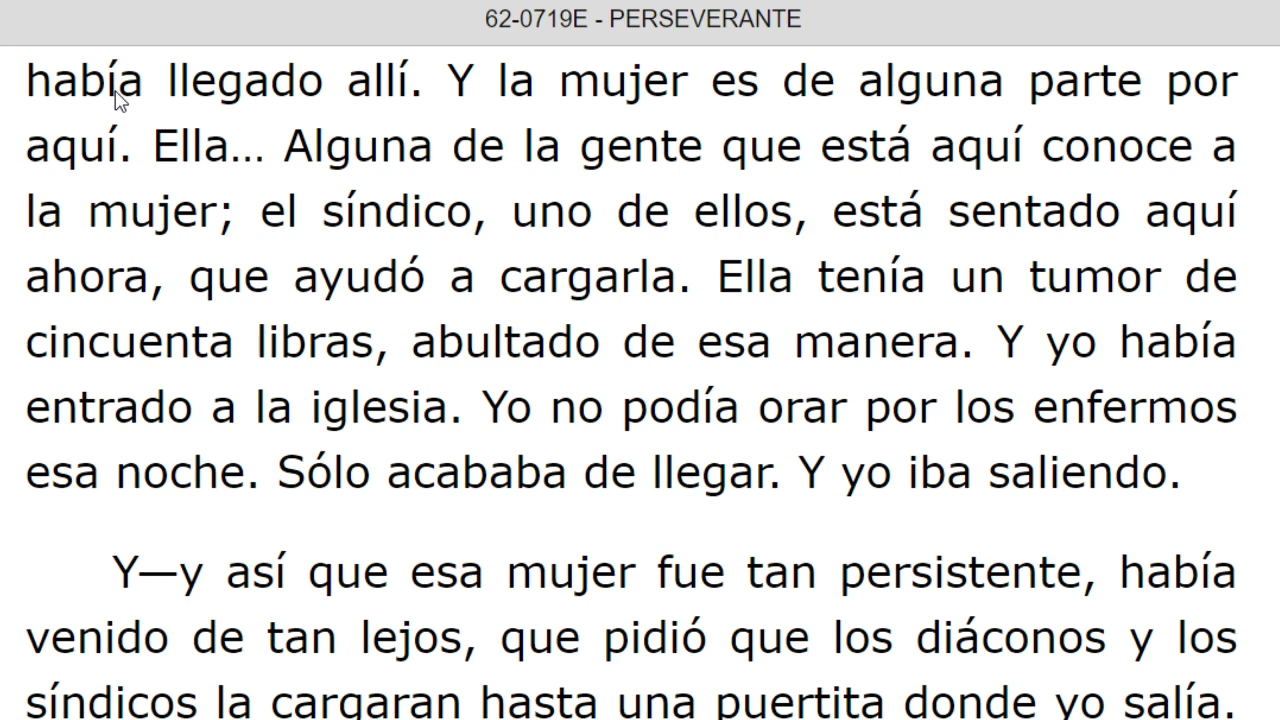 62-0719E - PERSEVERANTE
había llegado allí. Y la mujer es de alguna parte por
aquí. Ella… Alguna de la gente que está aquí conoce a
la mujer; el síndico, uno de ellos, está sentado aquí
ahora, que ayudó a cargarla. Ella tenía un tumor de
cincuenta libras, abultado de esa manera. Y yo había
entrado a la iglesia. Yo no podía orar por los enfermos
esa noche. Sólo acababa de llegar. Y yo iba saliendo.
Y—y así que esa mujer fue tan persistente, había
venido de tan lejos, que pidió que los diáconos y los
síndicos la cargaran hasta una puertita donde yo salía.